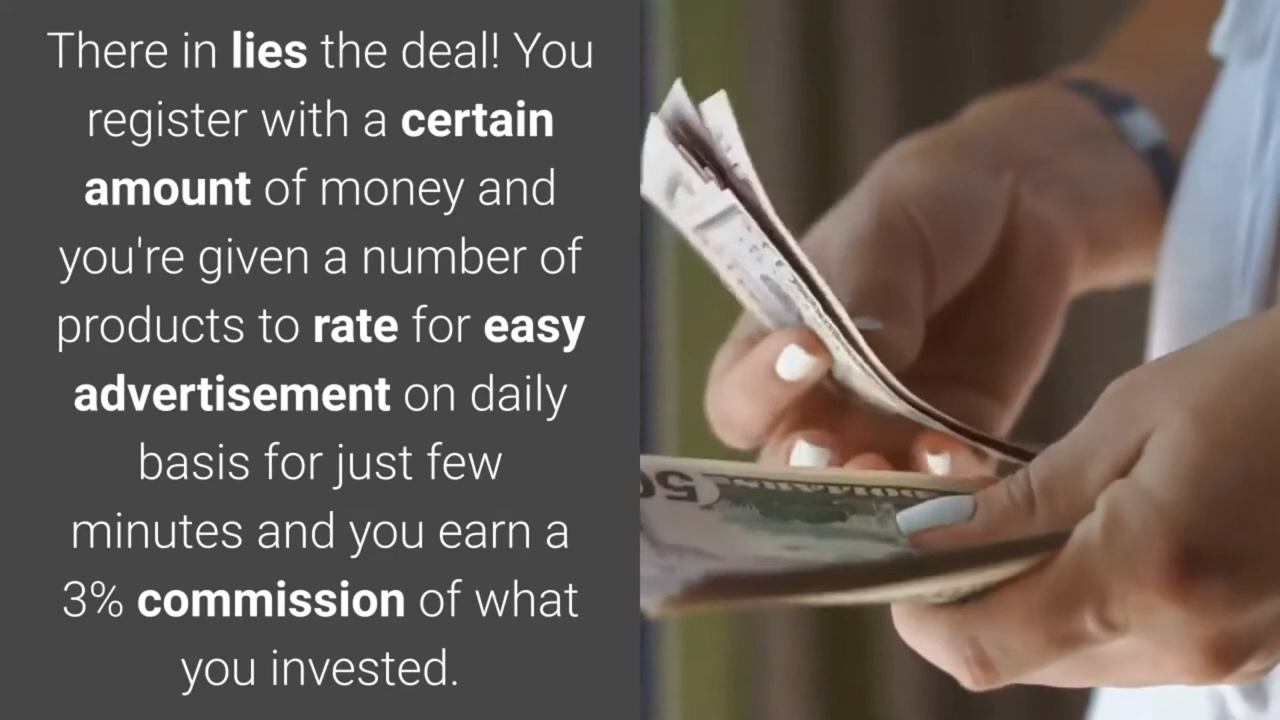 There in lies the deal! You
register with a certain
amount of money and
you're given a number of
products to rate for easy
advertisement on daily
basis for just few
minutes and you earn a
3% commission of what
you invested.
50